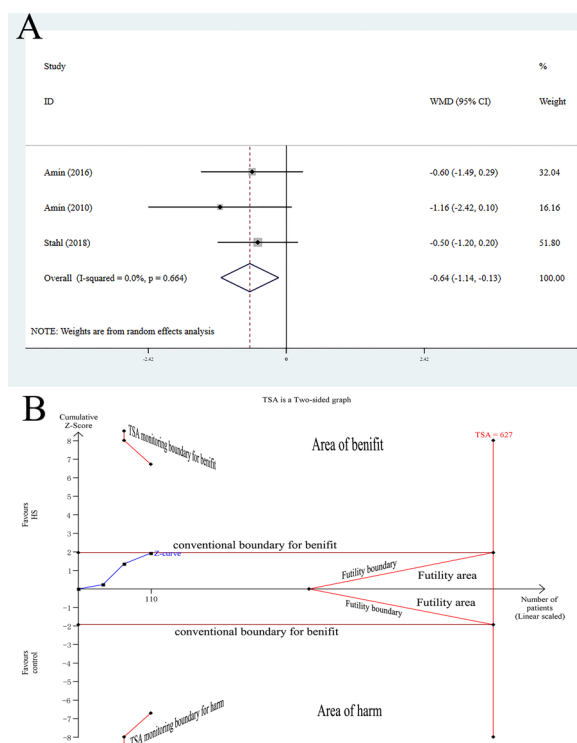 A
Study %
ID WMD (95% CI) Weight
Amin (2016) -0.60 (-1.49, 0.29) 32.04
Amin (2010) -1.16 (-2.42, 0.10) 16.16
Stahl (2018) -0.50 (-1.20, 0.20) 51.80
Overall (I-squared = 0.0%, p = 0.664) -0.64 (-1.14, -0.13) 100.00
NOTE: Weights are from random effects analysis
-2.42 0 2.42
B
TSA is a Two-sided graph
Cumulative
Z-Score
TSA monitoring boundary for benifit
Area of benifit
TSA = 627
8
7
6
5
4
3
2
1
-1
-2
-3
-4
-5
-6
-7
-8
Favours
HS
conventional boundary for benifit
Z-curve
Futility boundary
Futility area
110
Number of
patients
(Linear scaled)
Futility area
Futility boundary
conventional boundary for benifit
Favours
control
TSA monitoring boundary for harm
Area of harm